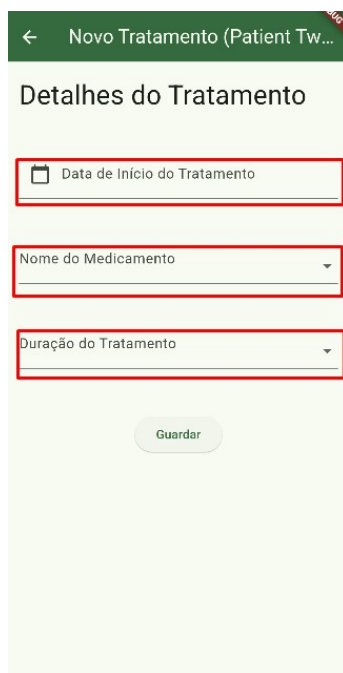 Novo Tratamento (Patient Tw...
Detalhes do Tratamento
Data de Início do Tratamento
Nome do Medicamento
Duração do Tratamento
Guardar